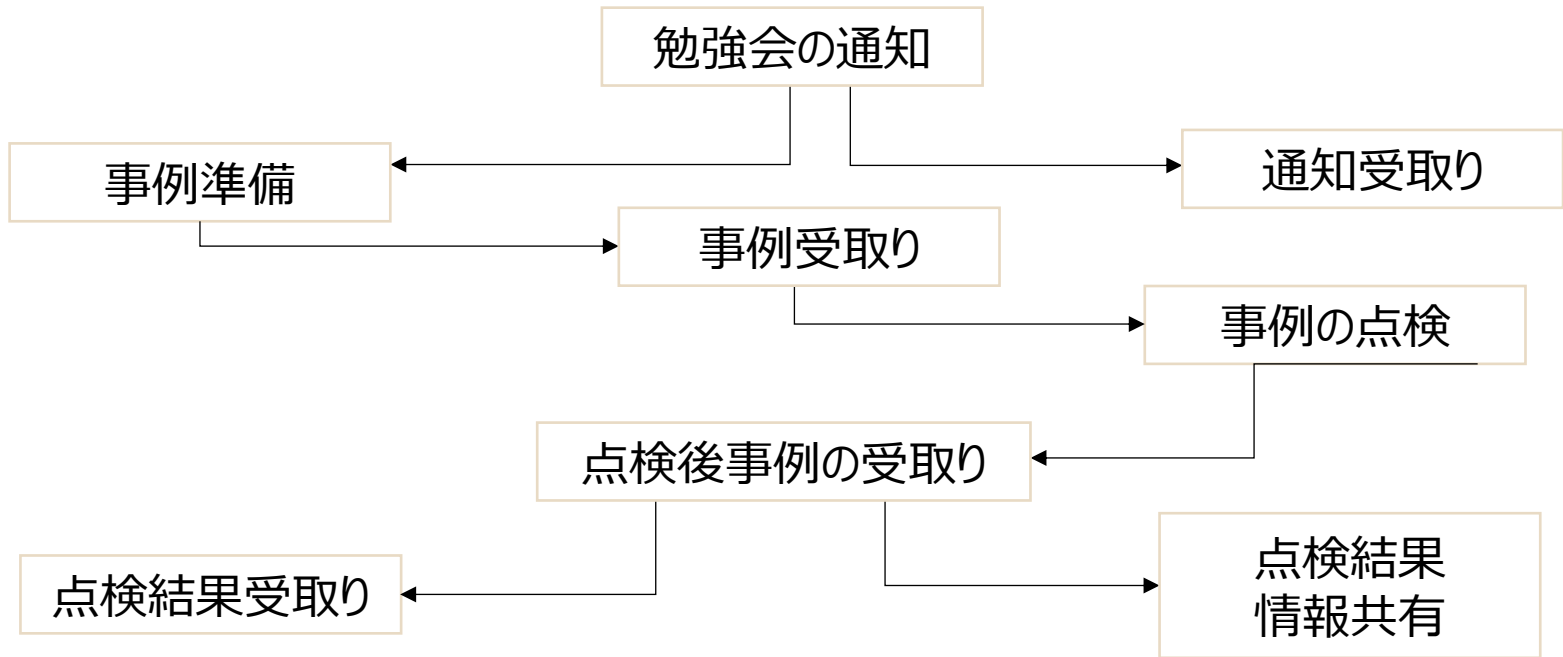 勉強会の通知
事例準備
通知受取り
事例受取り
事例の点検
点検後事例の受取り
点検結果受取り
点検結果
情報共有